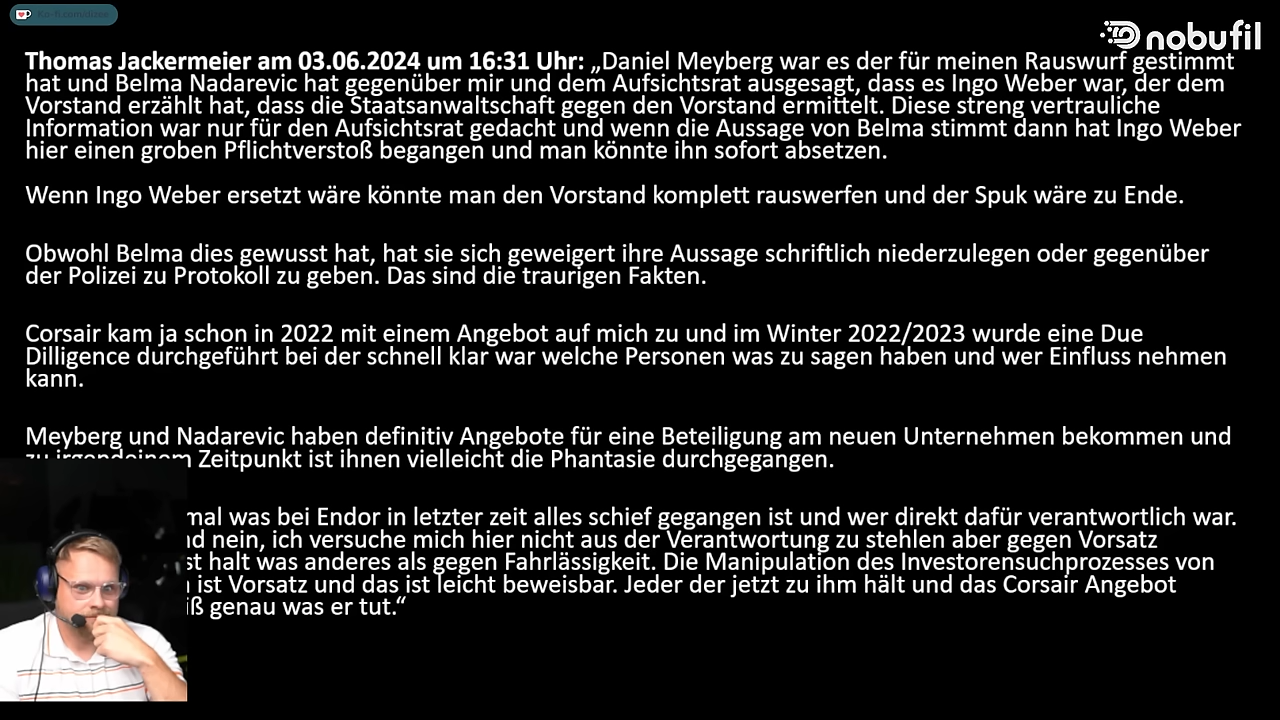 Ko-fi.com/
nobufil
Thomas Jackermeier am 03.06.2024 um 16:31 Uhr: „Daniel Meyberg war es der für meinen Rauswurf gestimmt
hat und Belma Nadarevic hat gegenüber mir und dem Aufsichtsrat ausgesagt, dass es Ingo Weber war, der dem
Vorstand erzählt hat, dass die Staatsanwaltschaft gegen den Vorstand ermittelt. Diese streng vertrauliche
Information war nur für den Aufsichtsrat gedacht und wenn die Aussage von Belma stimmt dann hat Ingo Weber
hier einen groben Pflichtverstoß begangen und man könnte ihn sofort absetzen.
Wenn Ingo Weber ersetzt wäre könnte man den Vorstand komplett rauswerfen und der Spuk wäre zu Ende.
Obwohl Belma dies gewusst hat, hat sie sich geweigert ihre Aussage schriftlich niederzulegen oder gegenüber
der Polizei zu Protokoll zu geben. Das sind die traurigen Fakten.
Corsair kam ja schon in 2022 mit einem Angebot auf mich zu und im Winter 2022/2023 wurde eine Due
Dilligence durchgeführt bei der schnell klar war welche Personen was zu sagen haben und wer Einfluss nehmen
kann.
Meyberg und Nadarevic haben definitiv Angebote für eine Beteiligung am neuen Unternehmen bekommen und
zu irgendeinem Zeitpunkt ist ihnen vielleicht die Phantasie durchgegangen.
mal was bei Endor in letzter zeit alles schief gegangen ist und wer direkt dafür verantwortlich war.
nd nein, ich versuche mich hier nicht aus der Verantwortung zu stehlen aber gegen Vorsatz
st halt was anderes als gegen Fahrlässigkeit. Die Manipulation des Investorensuchprozesses von
ist Vorsatz und das ist leicht beweisbar. Jeder der jetzt zu ihm hält und das Corsair Angebot
iß genau was er tut.“